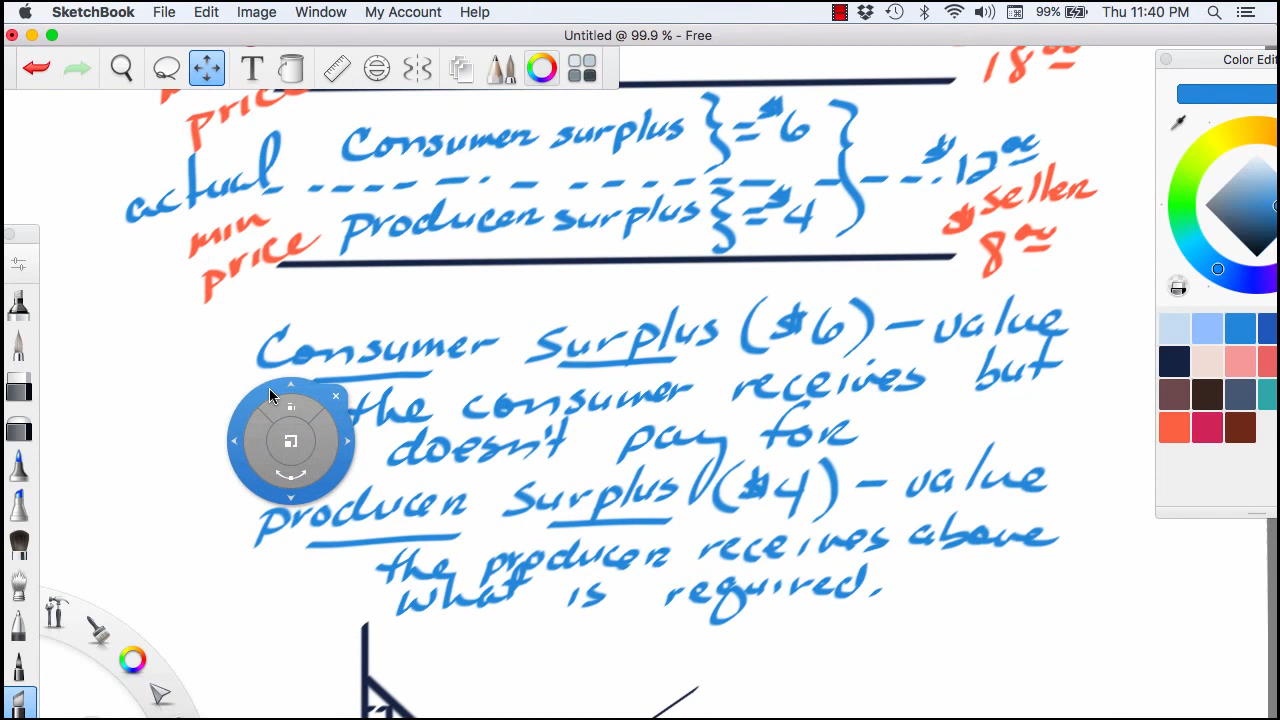 SketchBook File Edit Image Window My Account Help 99% Thu 11:40 PM
Untitled @ 99.9 % - Free
Color Edi
18 00
price
actual Consumer surplus } = $6 } $12 00
min Producer surplus } = $4 $ seller
price 8 00
Consumer Surplus ($6) - value
the consumer receives but
doesn't pay for
Producer Surplus ($4) - value
the producer receives above
what is required.